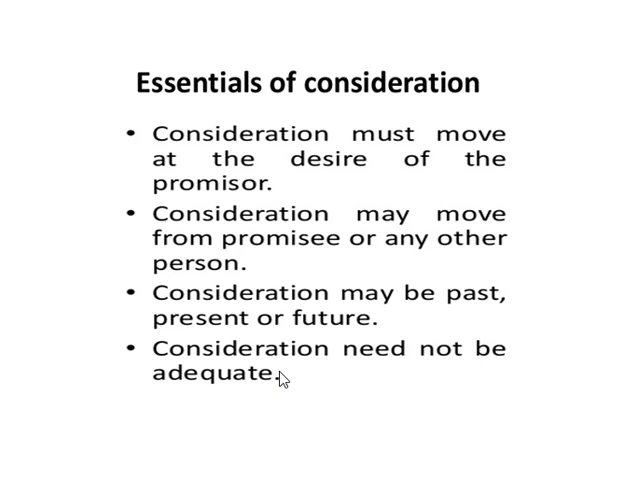 Essentials of consideration
• Consideration must move
at the desire of the
promisor.
• Consideration may move
from promisee or any other
person.
• Consideration may be past,
present or future.
• Consideration need not be
adequate.